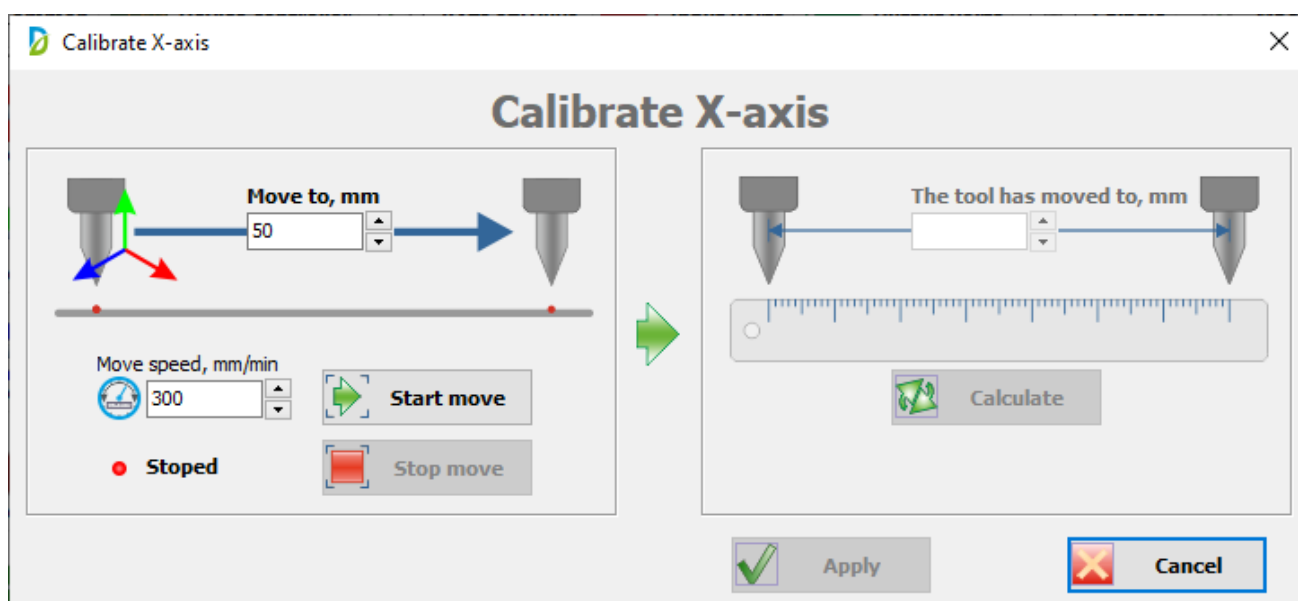 Calibrate X-axis
Calibrate X-axis
Move to, mm
50
Move speed, mm/min
300
Start move
Stoped
Stop move
The tool has moved to, mm
Calculate
Apply
Cancel